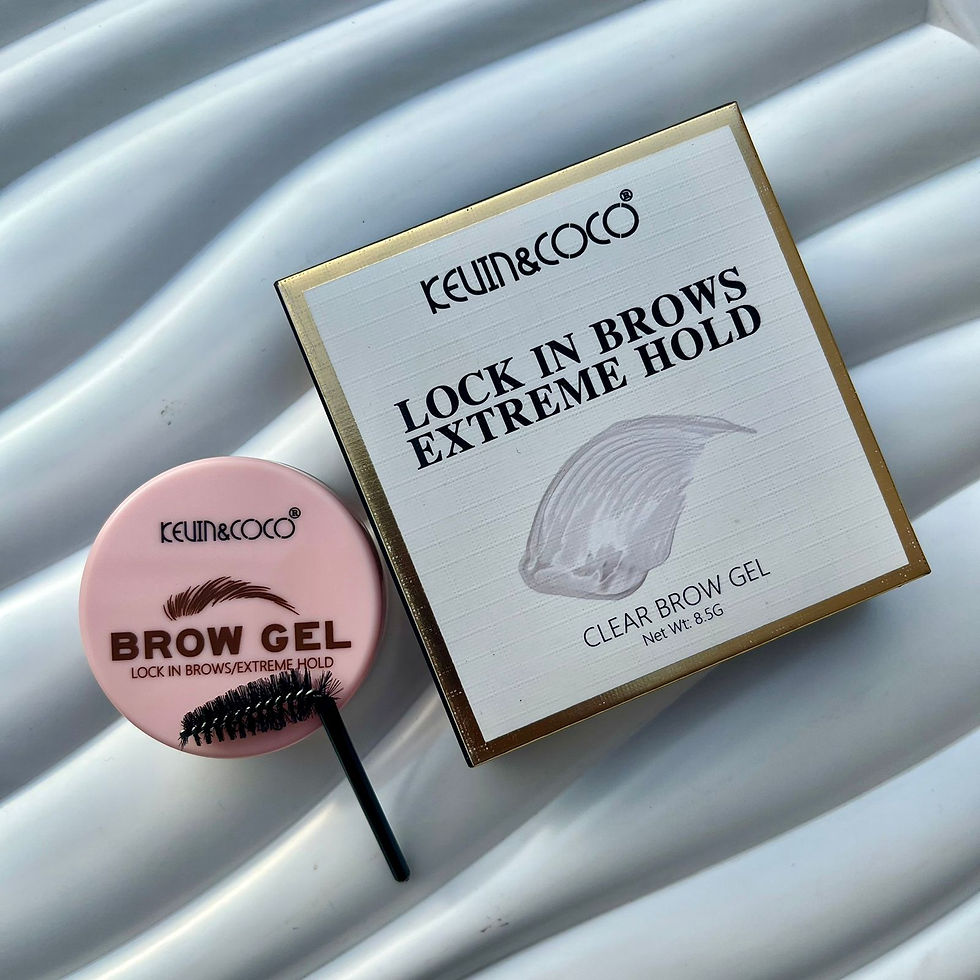 KEVIN&COCO®
LOCK IN BROWS
EXTREME HOLD
CLEAR BROW GEL
Net Wt: 8.5G
KEVIN&COCO®
BROW GEL
LOCK IN BROWS/EXTREME HOLD